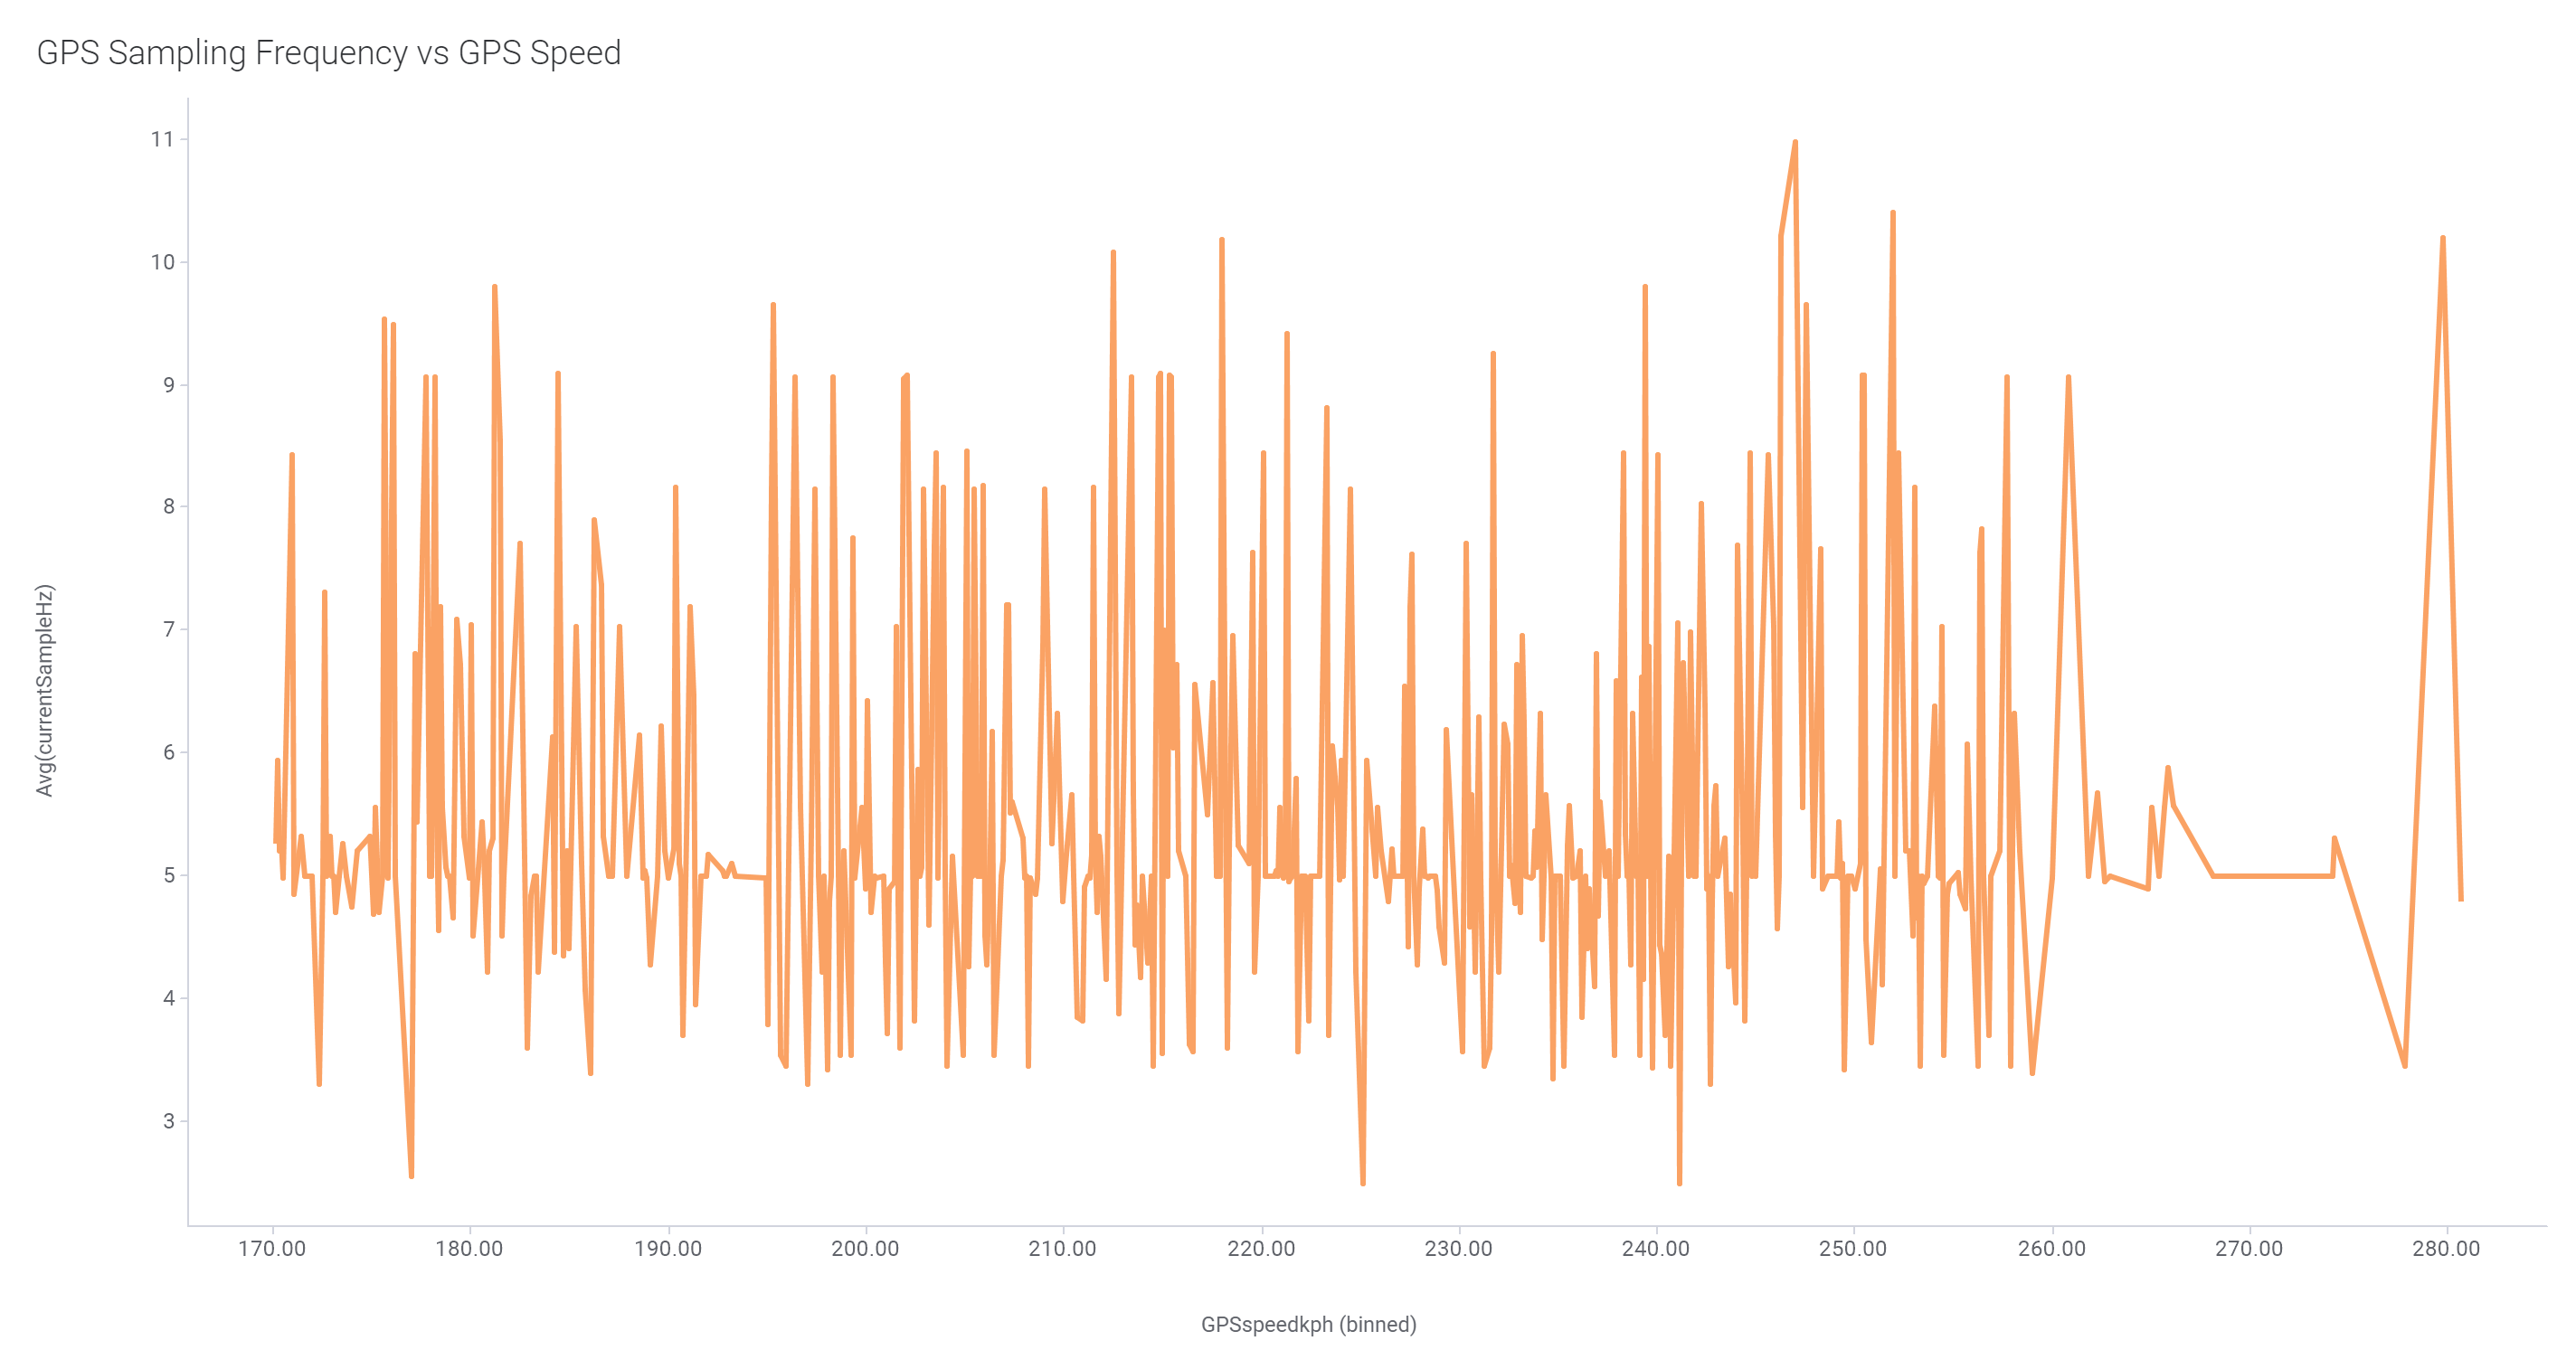 GPS Sampling Frequency vs GPS Speed
11
10
9
8
7
6
5
4
3
Avg(currentSampleHz)
170.00 180.00 190.00 200.00 210.00 220.00 230.00 240.00 250.00 260.00 270.00 280.00
GPSspeedkph (binned)